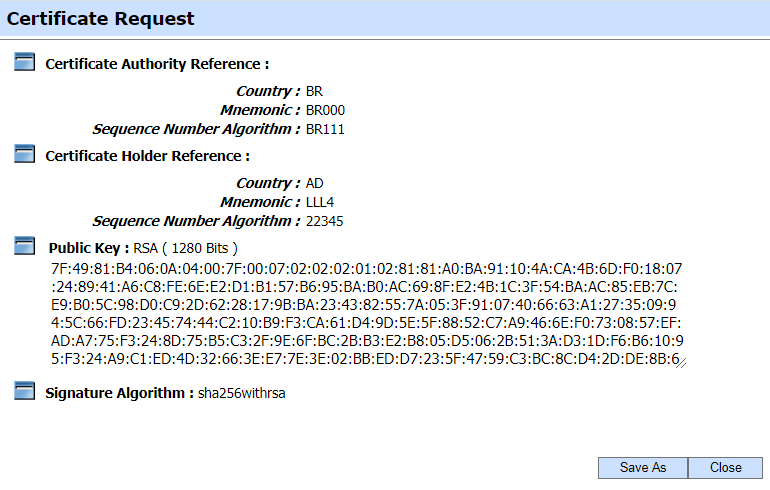 Certificate Request
Certificate Authority Reference :
Country : BR
Mnemonic : BR000
Sequence Number Algorithm : BR111
Certificate Holder Reference :
Country : AD
Mnemonic : LLL4
Sequence Number Algorithm : 22345
Public Key : RSA ( 1280 Bits )
7F:49:81:B4:06:0A:04:00:7F:00:07:02:02:02:01:02:81:81:A0:BA:91:10:4A:CA:4B:6D:F0:18:07
:24:89:41:A6:C8:FE:6E:E2:D1:B1:57:B6:95:BA:B0:AC:69:8F:E2:4B:1C:3F:54:BA:AC:85:EB:7C:
E9:B0:5C:98:D0:C9:2D:62:28:17:9B:BA:23:43:82:55:7A:05:3F:91:07:40:66:63:A1:27:35:09:9
4:5C:66:FD:23:45:74:44:C2:10:B9:F3:CA:61:D4:9D:5E:5F:88:52:C7:A9:46:6E:F0:73:08:57:EF:
AD:A7:75:F3:24:8D:75:B5:C3:2F:9E:6F:BC:2B:B3:E2:B8:05:D5:06:2B:51:3A:D3:1D:F6:B6:10:9
5:F3:24:A9:C1:ED:4D:32:66:3E:E7:7E:3E:02:BB:ED:D7:23:5F:47:59:C3:BC:8C:D4:2D:DE:8B:6
Signature Algorithm : sha256withrsa
Save As Close